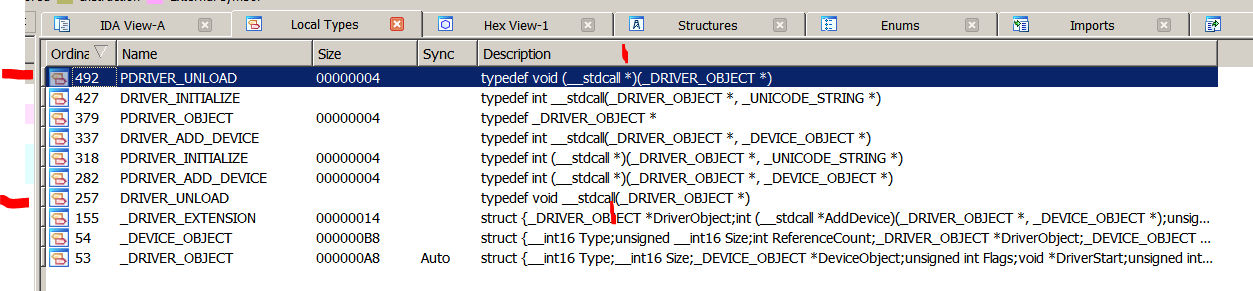 IDA View-A Local Types Hex View-1 Structures Enums Imports
Ordina Name Size Sync Description
492 PDRIVER_UNLOAD 00000004 typedef void (__stdcall *)(_DRIVER_OBJECT *)
427 DRIVER_INITIALIZE typedef int __stdcall(_DRIVER_OBJECT *, _UNICODE_STRING *)
379 PDRIVER_OBJECT 00000004 typedef _DRIVER_OBJECT *
337 DRIVER_ADD_DEVICE typedef int __stdcall(_DRIVER_OBJECT *, _DEVICE_OBJECT *)
318 PDRIVER_INITIALIZE 00000004 typedef int (__stdcall *)(_DRIVER_OBJECT *, _UNICODE_STRING *)
282 PDRIVER_ADD_DEVICE 00000004 typedef int (__stdcall *)(_DRIVER_OBJECT *, _DEVICE_OBJECT *)
257 DRIVER_UNLOAD typedef void __stdcall(_DRIVER_OBJECT *)
155 _DRIVER_EXTENSION 00000014 struct {_DRIVER_OBJECT *DriverObject;int (__stdcall *AddDevice)(_DRIVER_OBJECT *, _DEVICE_OBJECT *);unsig...
54 _DEVICE_OBJECT 000000B8 struct {__int16 Type;unsigned __int16 Size;int ReferenceCount;_DRIVER_OBJECT *DriverObject;_DEVICE_OBJECT ...
53 _DRIVER_OBJECT 000000A8 Auto struct {__int16 Type;__int16 Size;_DEVICE_OBJECT *DeviceObject;unsigned int Flags;void *DriverStart;unsigned int...